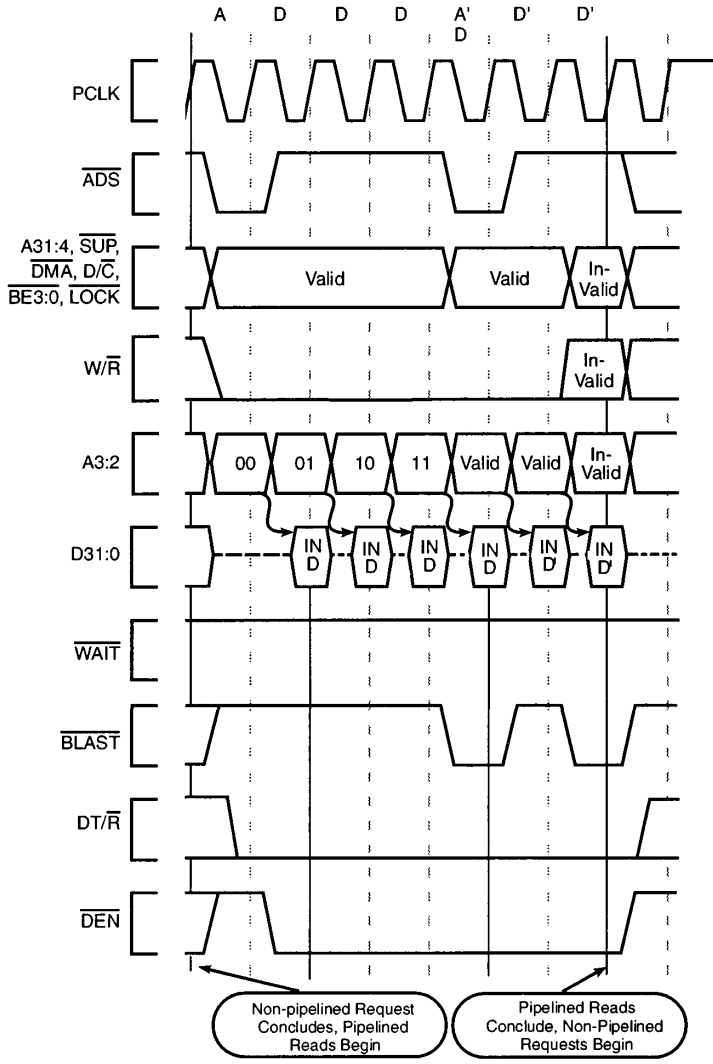 A D D D A' D' D'
D
PCLK
ADS
A31:4, SUP,
DMA, D/C,
BE3:0, LOCK
Valid Valid In-
Valid
W/R
In-
Valid
A3:2
00 01 10 11 Valid Valid In-
Valid
D31:0
IN IN IN IN IN IN
D D D D D' D'
WAIT
BLAST
DT/R
DEN
Non-pipelined Request
Concludes, Pipelined
Reads Begin
Pipelined Reads
Conclude, Non-Pipelined
Requests Begin